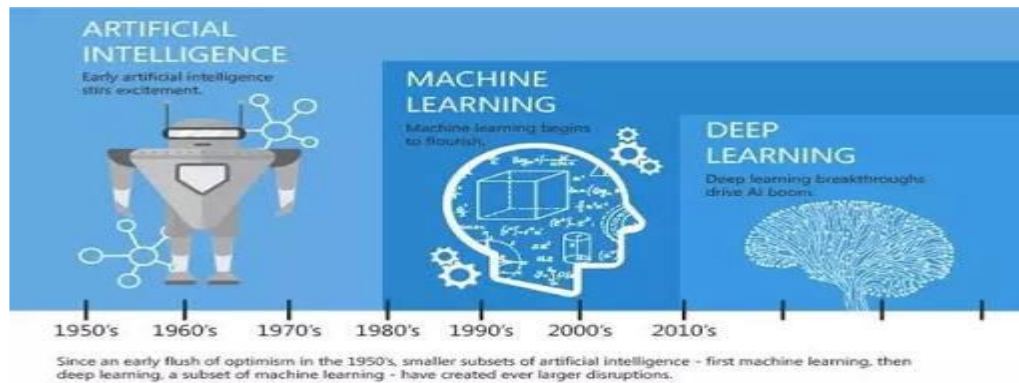 ARTIFICIAL
INTELLIGENCE
Early artificial intelligence
stirs excitement.
MACHINE
LEARNING
Machine learning begins
to flourish.
DEEP
LEARNING
Deep learning breakthroughs
drive AI boom.
1950's 1960's 1970's 1980's 1990's 2000's 2010's
Since an early flush of optimism in the 1950's, smaller subsets of artificial intelligence - first machine learning, then
deep learning, a subset of machine learning - have created ever larger disruptions.